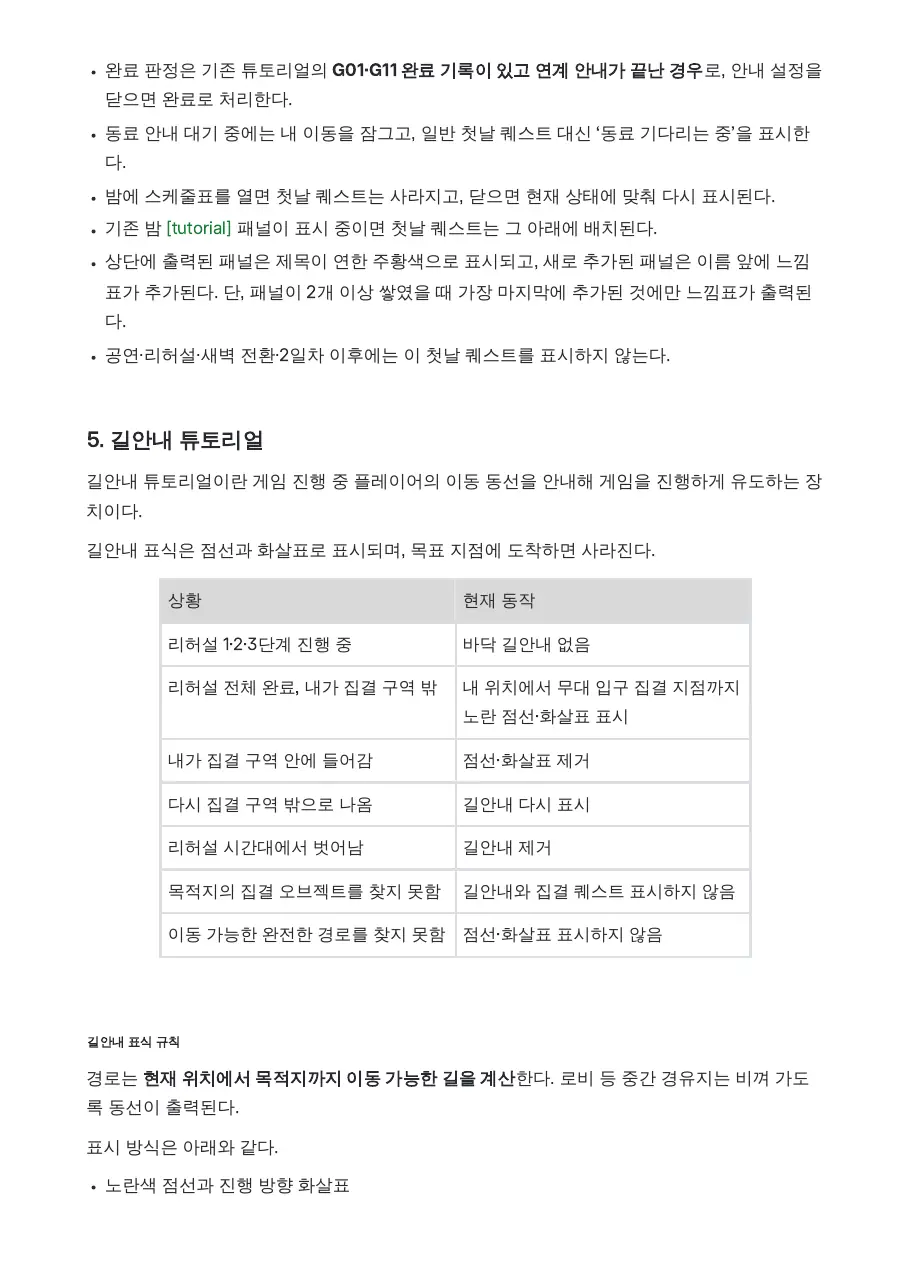 • 완료 판정은 기존 튜토리얼의 G01·G11 완료 기록이 있고 연계 안내가 끝난 경우로, 안내 설정을
닫으면 완료로 처리한다.
• 동료 안내 대기 중에는 내 이동을 잠그고, 일반 첫날 퀘스트 대신 ‘동료 기다리는 중’을 표시한
다.
• 밤에 스케줄표를 열면 첫날 퀘스트는 사라지고, 닫으면 현재 상태에 맞춰 다시 표시된다.
• 기존 밤 [tutorial] 패널이 표시 중이면 첫날 퀘스트는 그 아래에 배치된다.
• 상단에 출력된 패널은 제목이 연한 주황색으로 표시되고, 새로 추가된 패널은 이름 앞에 느낌
표가 추가된다. 단, 패널이 2개 이상 쌓였을 때 가장 마지막에 추가된 것에만 느낌표가 출력된
다.
• 공연·리허설·새벽 전환·2일차 이후에는 이 첫날 퀘스트를 표시하지 않는다.
5. 길안내 튜토리얼
길안내 튜토리얼이란 게임 진행 중 플레이어의 이동 동선을 안내해 게임을 진행하게 유도하는 장
치이다.
길안내 표식은 점선과 화살표로 표시되며, 목표 지점에 도착하면 사라진다.
상황 현재 동작
리허설 1·2·3단계 진행 중 바닥 길안내 없음
리허설 전체 완료, 내가 집결 구역 밖 내 위치에서 무대 입구 집결 지점까지
노란 점선·화살표 표시
내가 집결 구역 안에 들어감 점선·화살표 제거
다시 집결 구역 밖으로 나옴 길안내 다시 표시
리허설 시간대에서 벗어남 길안내 제거
목적지의 집결 오브젝트를 찾지 못함 길안내와 집결 퀘스트 표시하지 않음
이동 가능한 완전한 경로를 찾지 못함 점선·화살표 표시하지 않음
길안내 표식 규칙
경로는 현재 위치에서 목적지까지 이동 가능한 길을 계산한다. 로비 등 중간 경유지는 비껴 가도
록 동선이 출력된다.
표시 방식은 아래와 같다.
• 노란색 점선과 진행 방향 화살표